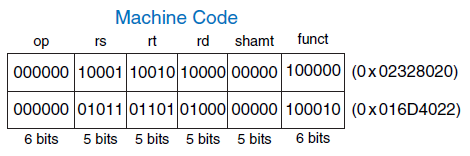 Machine Code
op rs rt rd shamt funct
000000 10001 10010 10000 00000 100000 (0x02328020)
000000 01011 01101 01000 00000 100010 (0x016D4022)
6 bits 5 bits 5 bits 5 bits 5 bits 6 bits